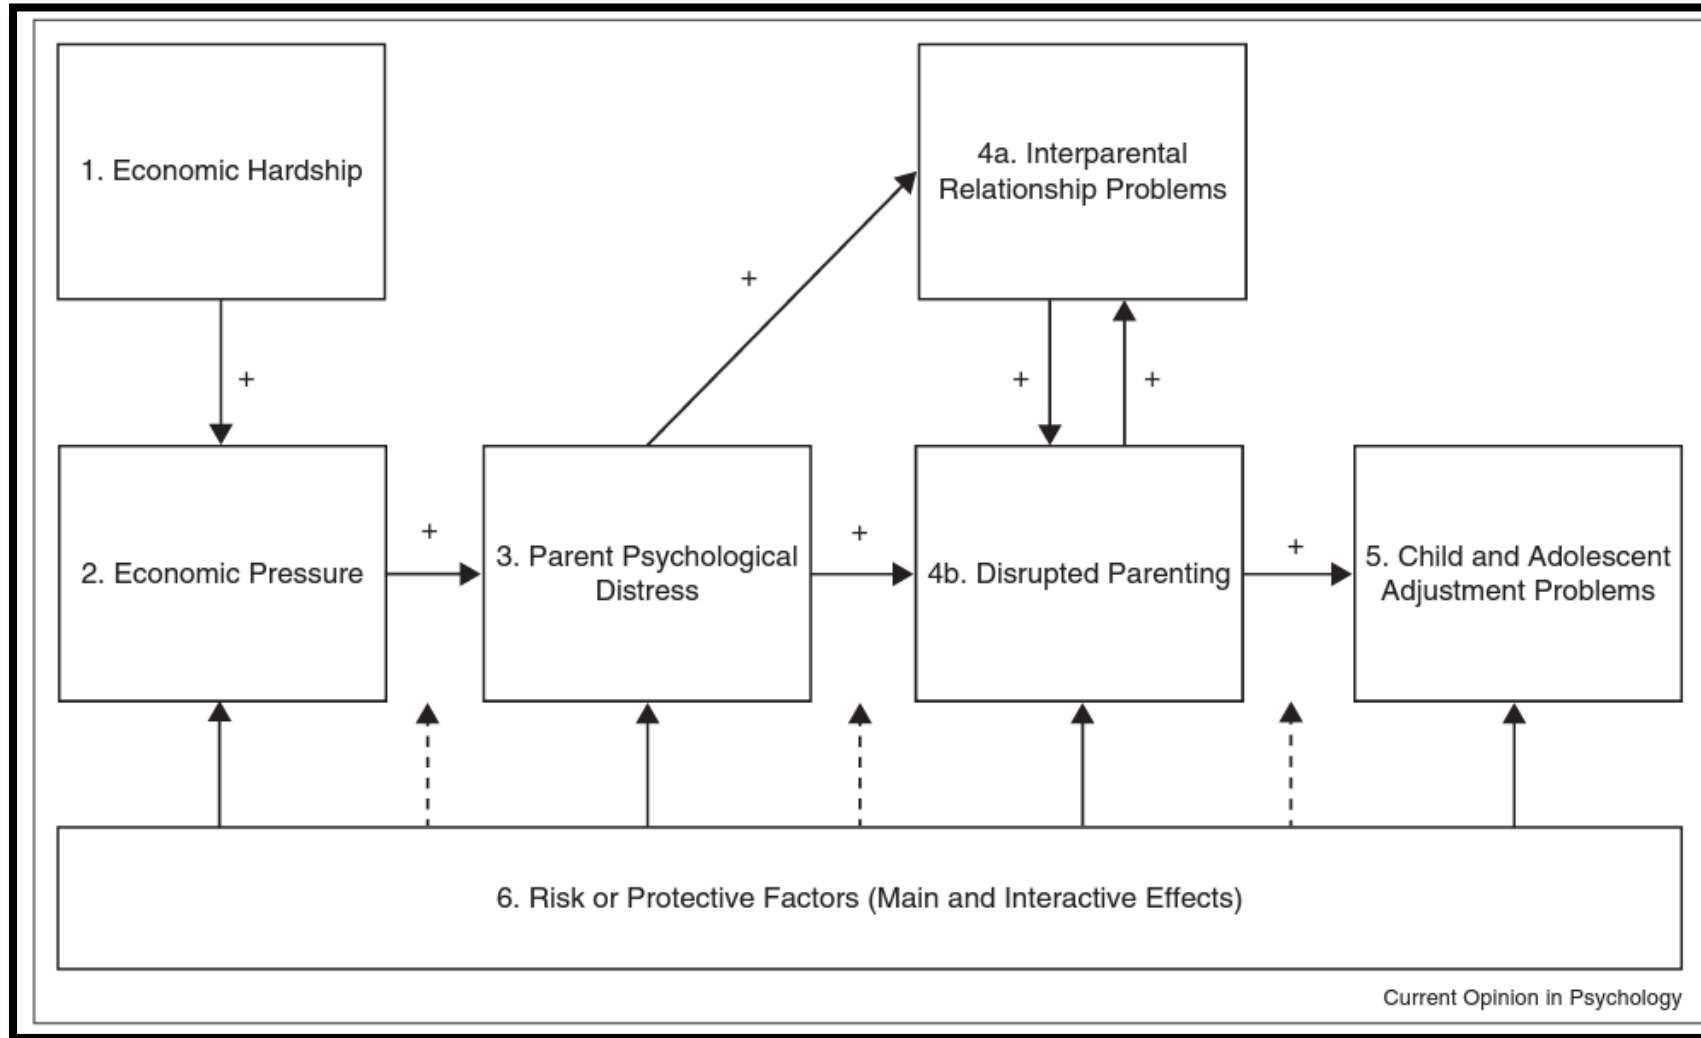 1. Economic Hardship
4a. Interparental
Relationship Problems
+
+
+
+
2. Economic Pressure
+
3. Parent Psychological
Distress
+
4b. Disrupted Parenting
+
5. Child and Adolescent
Adjustment Problems
6. Risk or Protective Factors (Main and Interactive Effects)
Current Opinion in Psychology